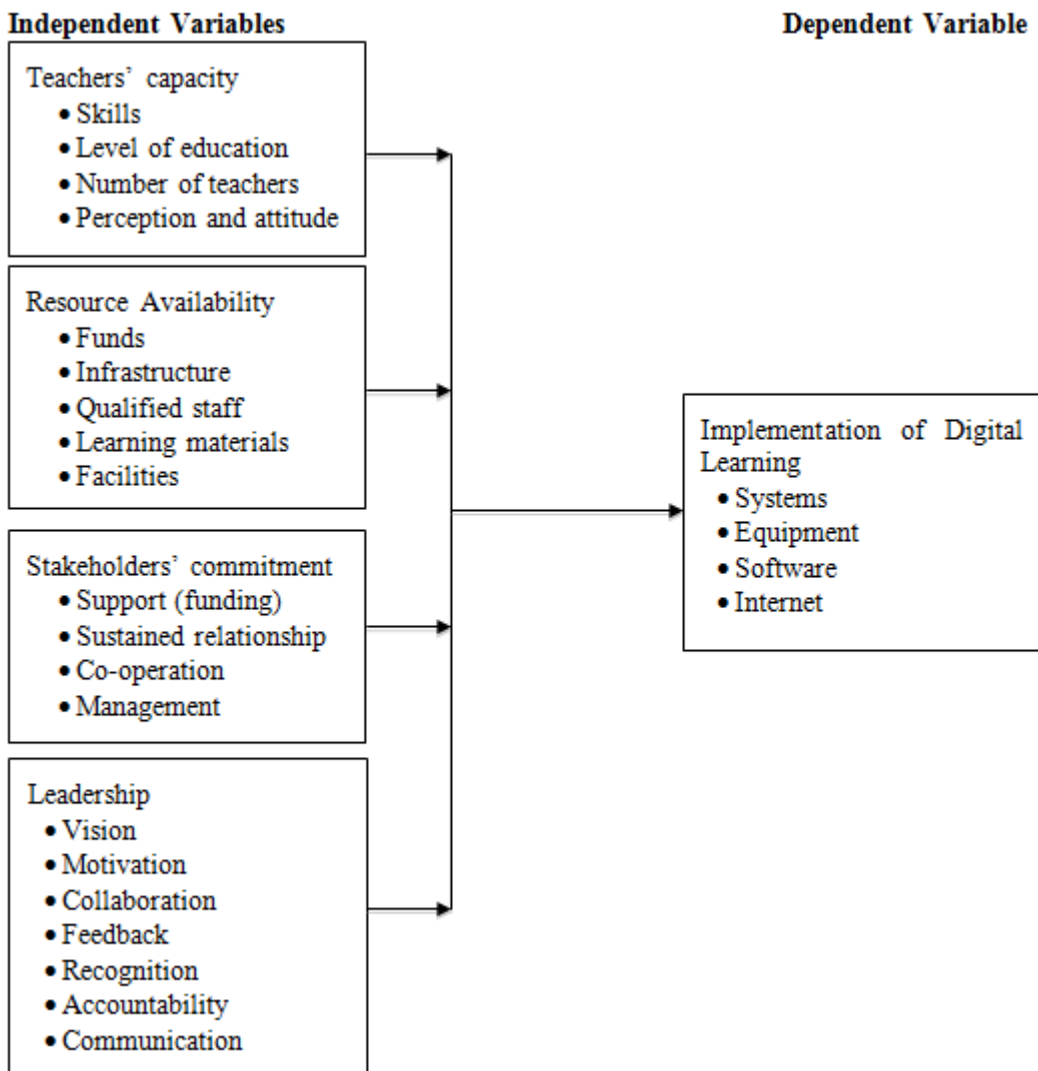 Independent Variables
Dependent Variable
Teachers’ capacity
• Skills
• Level of education
• Number of teachers
• Perception and attitude
Resource Availability
• Funds
• Infrastructure
• Qualified staff
• Learning materials
• Facilities
Stakeholders’ commitment
• Support (funding)
• Sustained relationship
• Co-operation
• Management
Leadership
• Vision
• Motivation
• Collaboration
• Feedback
• Recognition
• Accountability
• Communication
Implementation of Digital
Learning
• Systems
• Equipment
• Software
• Internet